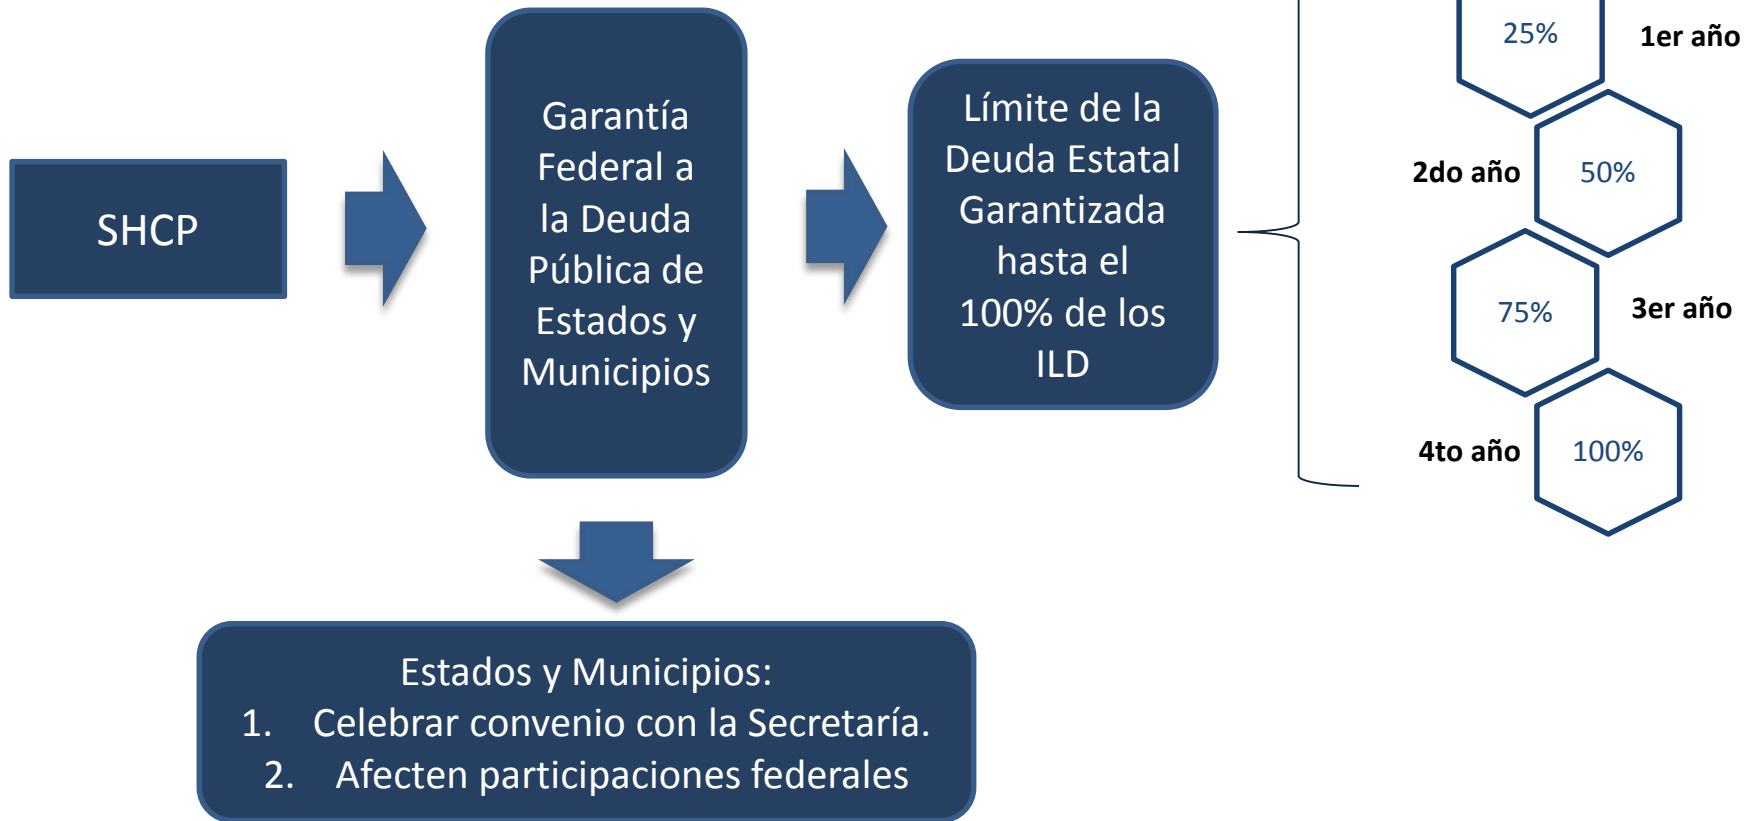 SHCP
Garantía
Federal a
la Deuda
Pública de
Estados y
Municipios
Límite de la
Deuda Estatal
Garantizada
hasta el
100% de los
ILD
25% 1er año
2do año 50%
75% 3er año
4to año 100%
Estados y Municipios:
1. Celebrar convenio con la Secretaría.
2. Afecten participaciones federales